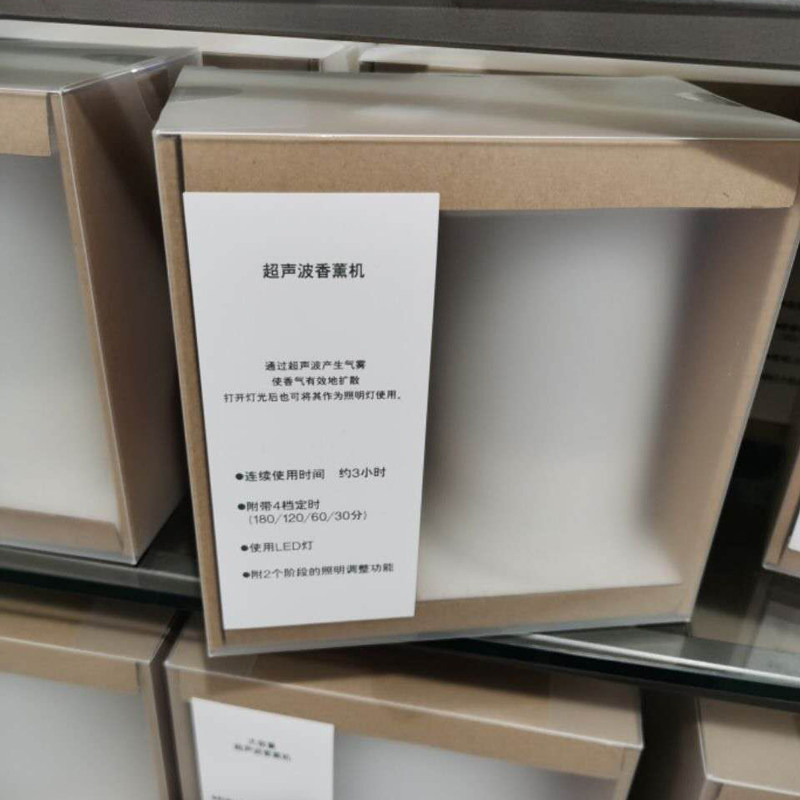 超声波香薰机
通过超声波产生气雾
使香气有效地扩散
打开灯光后也可将其作为照明灯使用。
●连续使用时间 约3小时
●附带4档定时
(180/120/60/30分)
●使用LED灯
●附2个阶段的照明调整功能
大容量
超声波香薰机